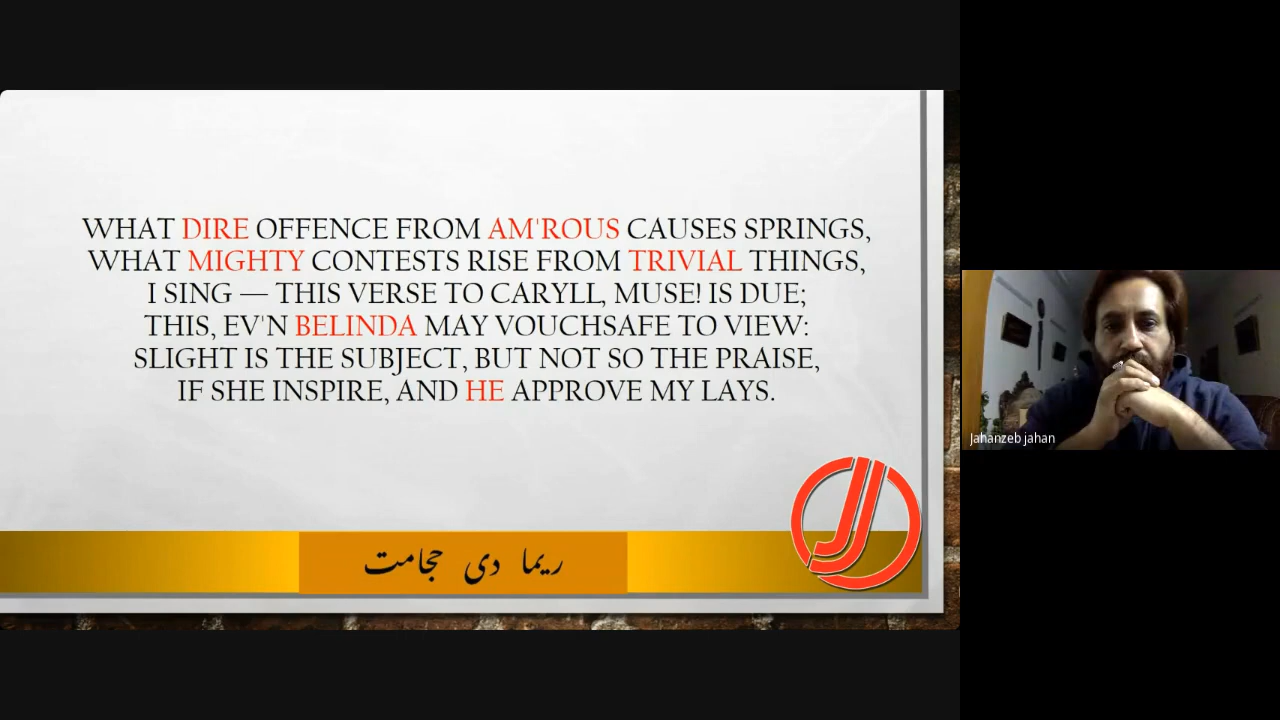 WHAT DIRE OFFENCE FROM AM'ROUS CAUSES SPRINGS,
WHAT MIGHTY CONTESTS RISE FROM TRIVIAL THINGS,
I SING — THIS VERSE TO CARYLL, MUSE! IS DUE;
THIS, EV'N BELINDA MAY VOUCHSAFE TO VIEW:
SLIGHT IS THE SUBJECT, BUT NOT SO THE PRAISE,
IF SHE INSPIRE, AND HE APPROVE MY LAYS.
JJ
ریما دی حجامت
Jahanzeb jahan